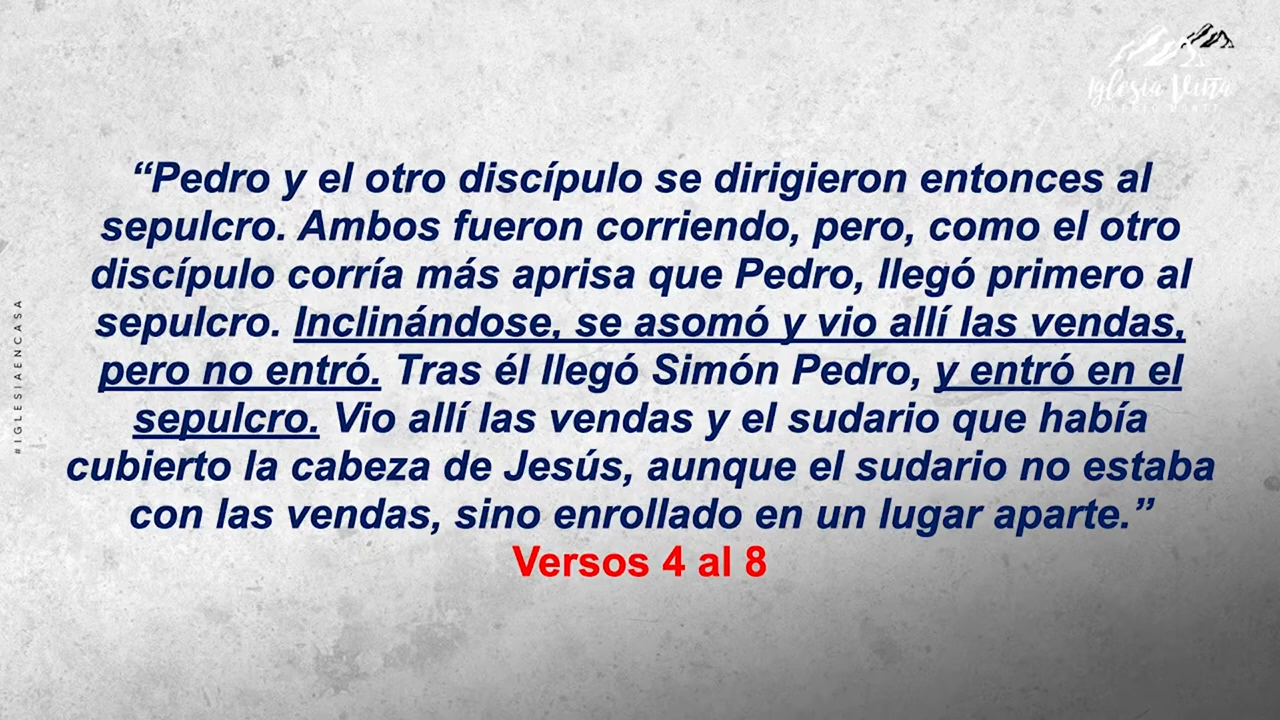 Iglesia Viña
#IGLESIAENCASA
“Pedro y el otro discípulo se dirigieron entonces al
sepulcro. Ambos fueron corriendo, pero, como el otro
discípulo corría más aprisa que Pedro, llegó primero al
sepulcro. Inclinándose, se asomó y vio allí las vendas,
pero no entró. Tras él llegó Simón Pedro, y entró en el
sepulcro. Vio allí las vendas y el sudario que había
cubierto la cabeza de Jesús, aunque el sudario no estaba
con las vendas, sino enrollado en un lugar aparte.”
Versos 4 al 8